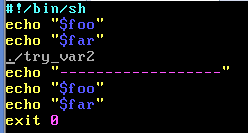 #!/bin/sh
echo "$foo"
echo "$far"
./try_var2
echo "------------------"
echo "$foo"
echo "$far"
exit 0